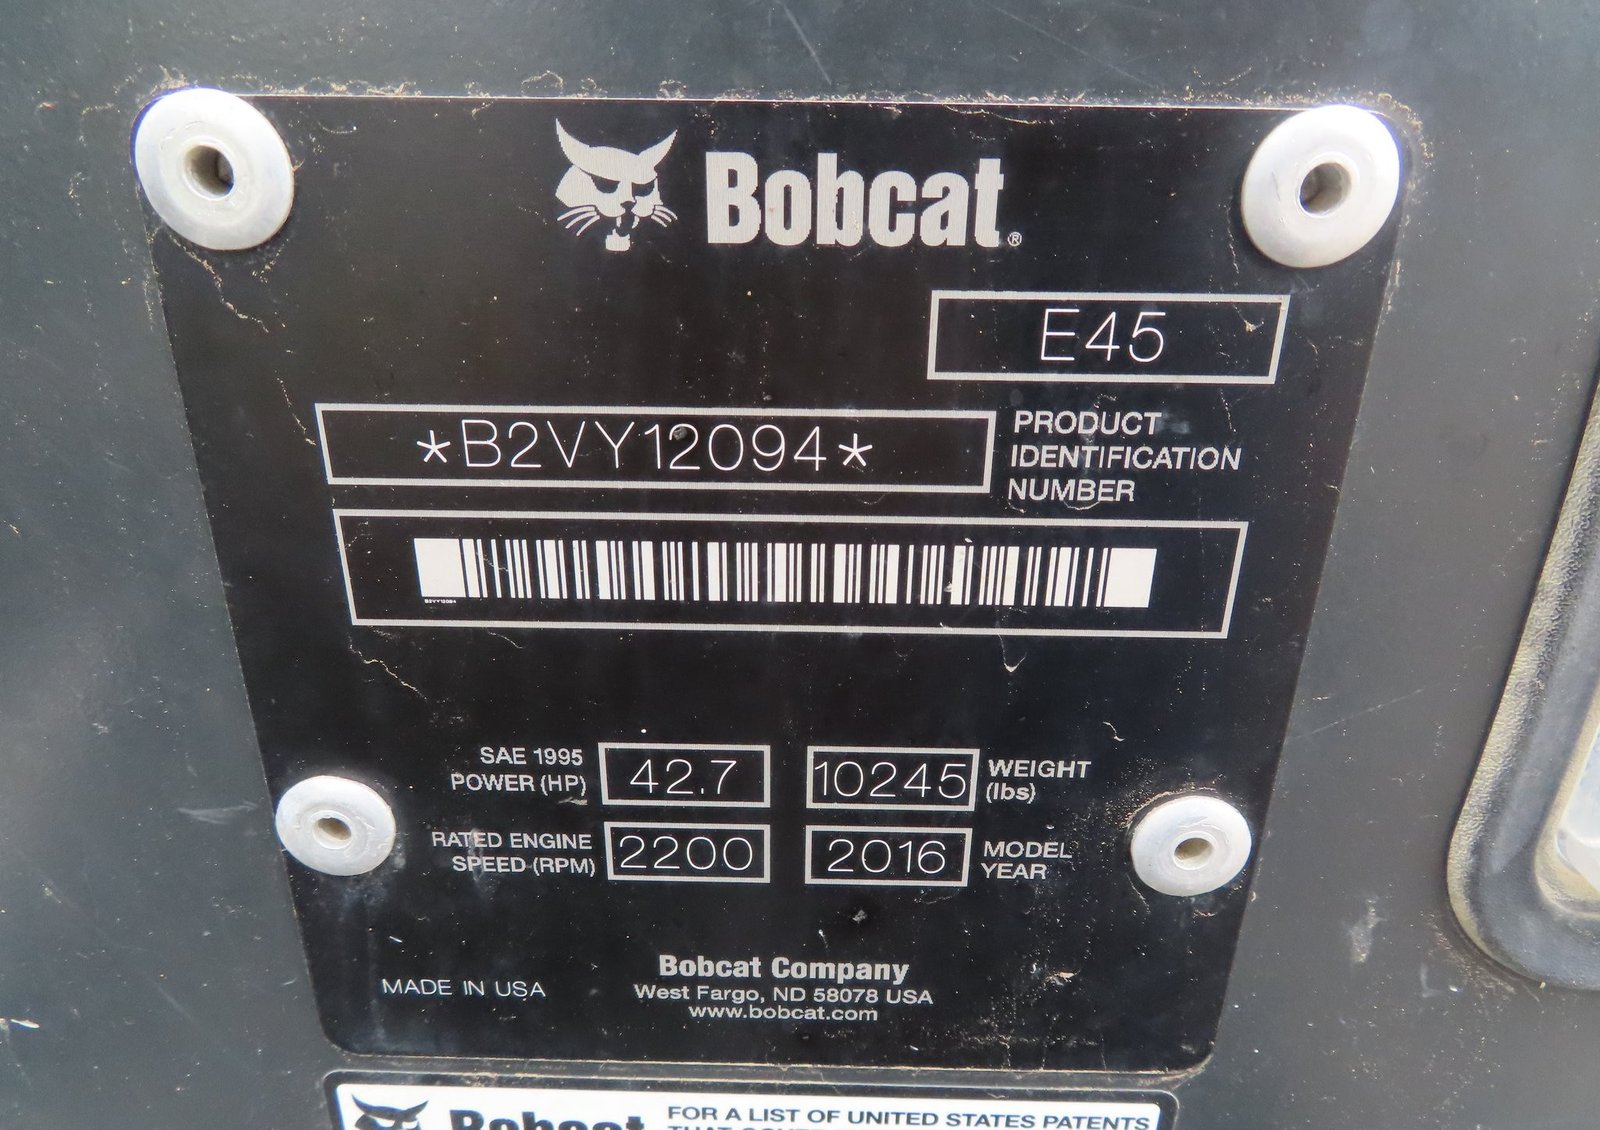 Bobcat®
E45
*B2VY12094*
PRODUCT
IDENTIFICATION
NUMBER
B2VY12094
SAE 1995
POWER (HP)
42.7
10245
WEIGHT
(lbs)
RATED ENGINE
SPEED (RPM)
2200
2016
MODEL
YEAR
MADE IN USA
Bobcat Company
West Fargo, ND 58078 USA
www.bobcat.com
Bobcat
FOR A LIST OF UNITED STATES PATENTS